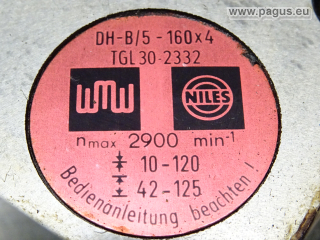 © www.pagus.eu
DH-B/5-160x4
TGL 30-2332
WMW NILES
nmax 2900 min-1
10-120
42-125
Bedienanleitung beachten!